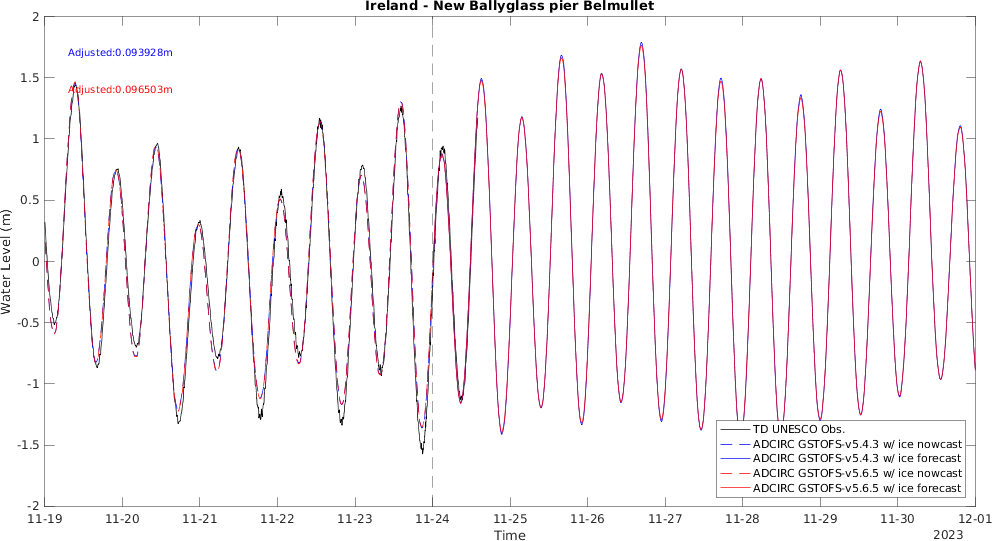 Ireland - New Ballyglass pier Belmullet
2
Adjusted:0.093928m
1.5
Adjusted:0.096503m
1
0.5
0
-0.5
-1
-1.5
-2
Water Level (m)
TD UNESCO Obs.
ADCIRC GSTOFS-v5.4.3 w/ ice nowcast
ADCIRC GSTOFS-v5.4.3 w/ ice forecast
ADCIRC GSTOFS-v5.6.5 w/ ice nowcast
ADCIRC GSTOFS-v5.6.5 w/ ice forecast
11-19 11-20 11-21 11-22 11-23 11-24 11-25 11-26 11-27 11-28 11-29 11-30 12-01
Time
2023